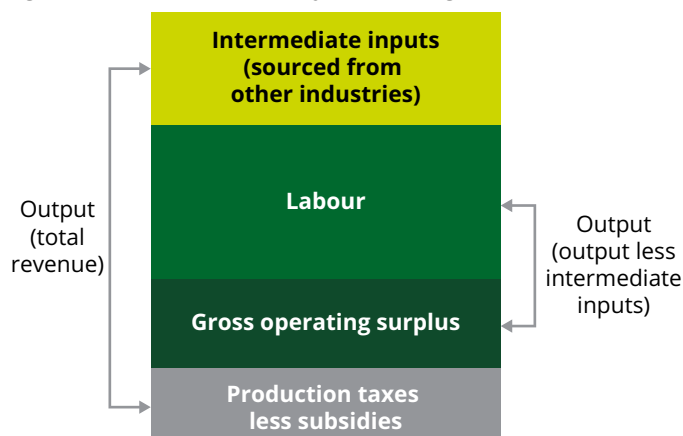 Intermediate inputs
(sourced from
other industries)
Labour
Gross operating surplus
Production taxes
less subsidies
Output
(total
revenue)
Output
(output less
intermediate
inputs)